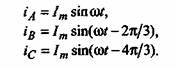 i_A = I_m sin ωt,
i_B = I_m sin(ωt − 2π/3),
i_C = I_m sin(ωt − 4π/3).